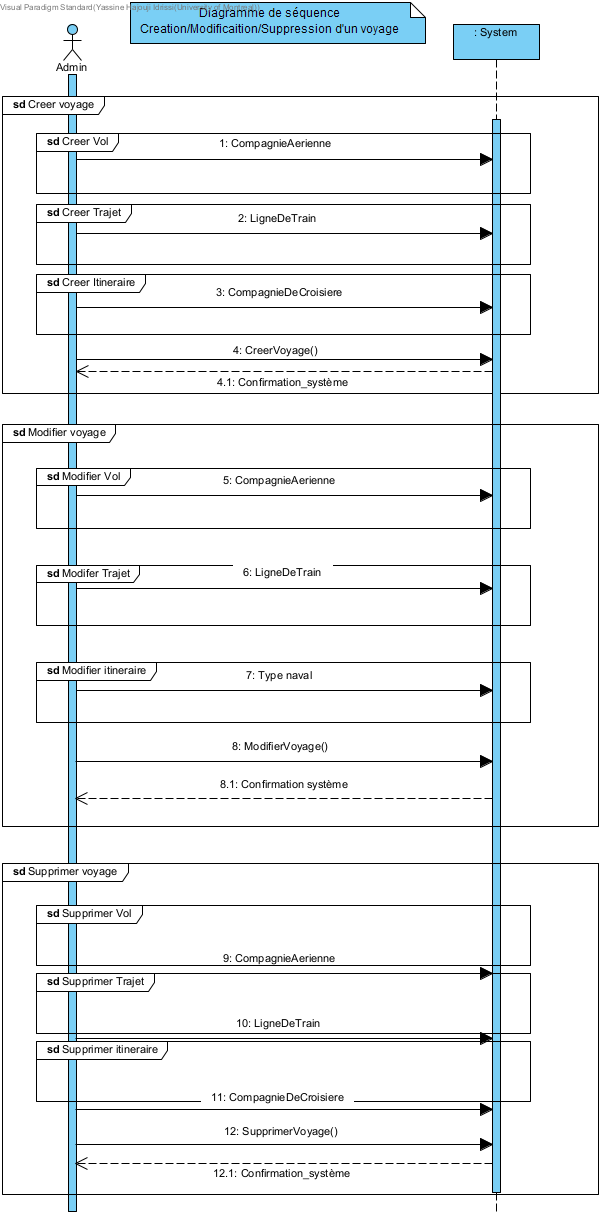 Visual Paradigm Standard(Yassine Hajouji Idrissi(University of Montreal))
Diagramme de séquence
Creation/Modificaition/Suppression d'un voyage
: System
Admin
sd Creer voyage
sd Creer Vol
1: CompagnieAerienne
sd Creer Trajet
2: LigneDeTrain
sd Creer Itineraire
3: CompagnieDeCroisiere
4: CreerVoyage()
4.1: Confirmation_système
sd Modifier voyage
sd Modifier Vol
5: CompagnieAerienne
sd Modifer Trajet
6: LigneDeTrain
sd Modifier itineraire
7: Type naval
8: ModifierVoyage()
8.1: Confirmation système
sd Supprimer voyage
sd Supprimer Vol
9: CompagnieAerienne
sd Supprimer Trajet
10: LigneDeTrain
sd Supprimer itineraire
11: CompagnieDeCroisiere
12: SupprimerVoyage()
12.1: Confirmation_système